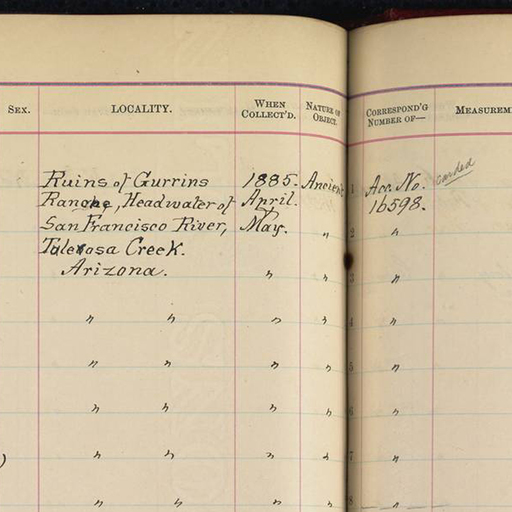 SEX. LOCALITY. WHEN COLLECT'D. NATURE OF OBJECT. CORRESPOND'G NUMBER OF— MEASUREM
Ruins of Gurrins 1885. Ancient 1 Acc. No. carded
Ranche, Headwater of April. 16598.
San Francisco River, May. " 2 "
Talerosa Creek.
Arizona. " " 3 "
" " " " 4 "
" " " " 5 "
" " " " 6 "
) " " " " 7 "
" " " " 8 "